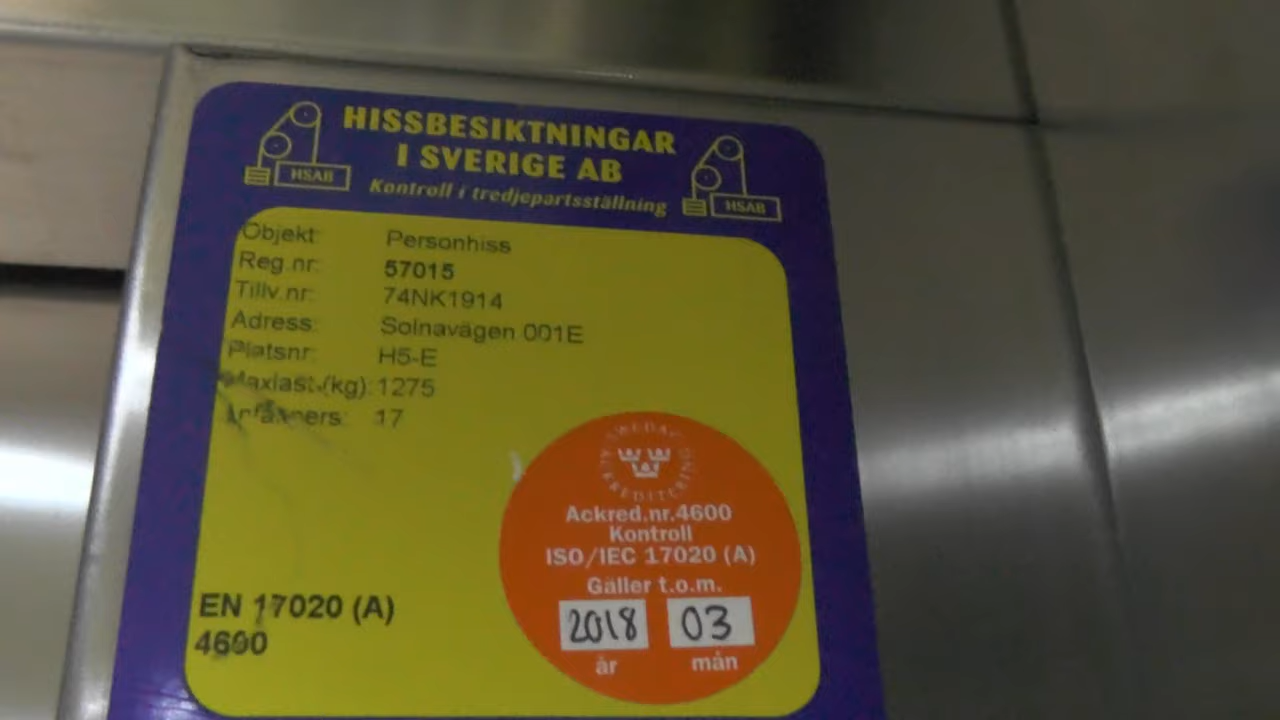 HISSBESIKTNINGAR
I SVERIGE AB
Kontroll i tredjepartsställning
HSAB
HSAB
Objekt: Personhiss
Reg.nr: 57015
Tillv.nr: 74NK1914
Adress: Solnavägen 001E
Platsnr: H5-E
Maxlast (kg): 1275
17
SWEDAC ACKREDITERING
Ackred.nr.4600
Kontroll
ISO/IEC 17020 (A)
Gäller t.o.m.
2018 03
år mån
EN 17020 (A)
4600